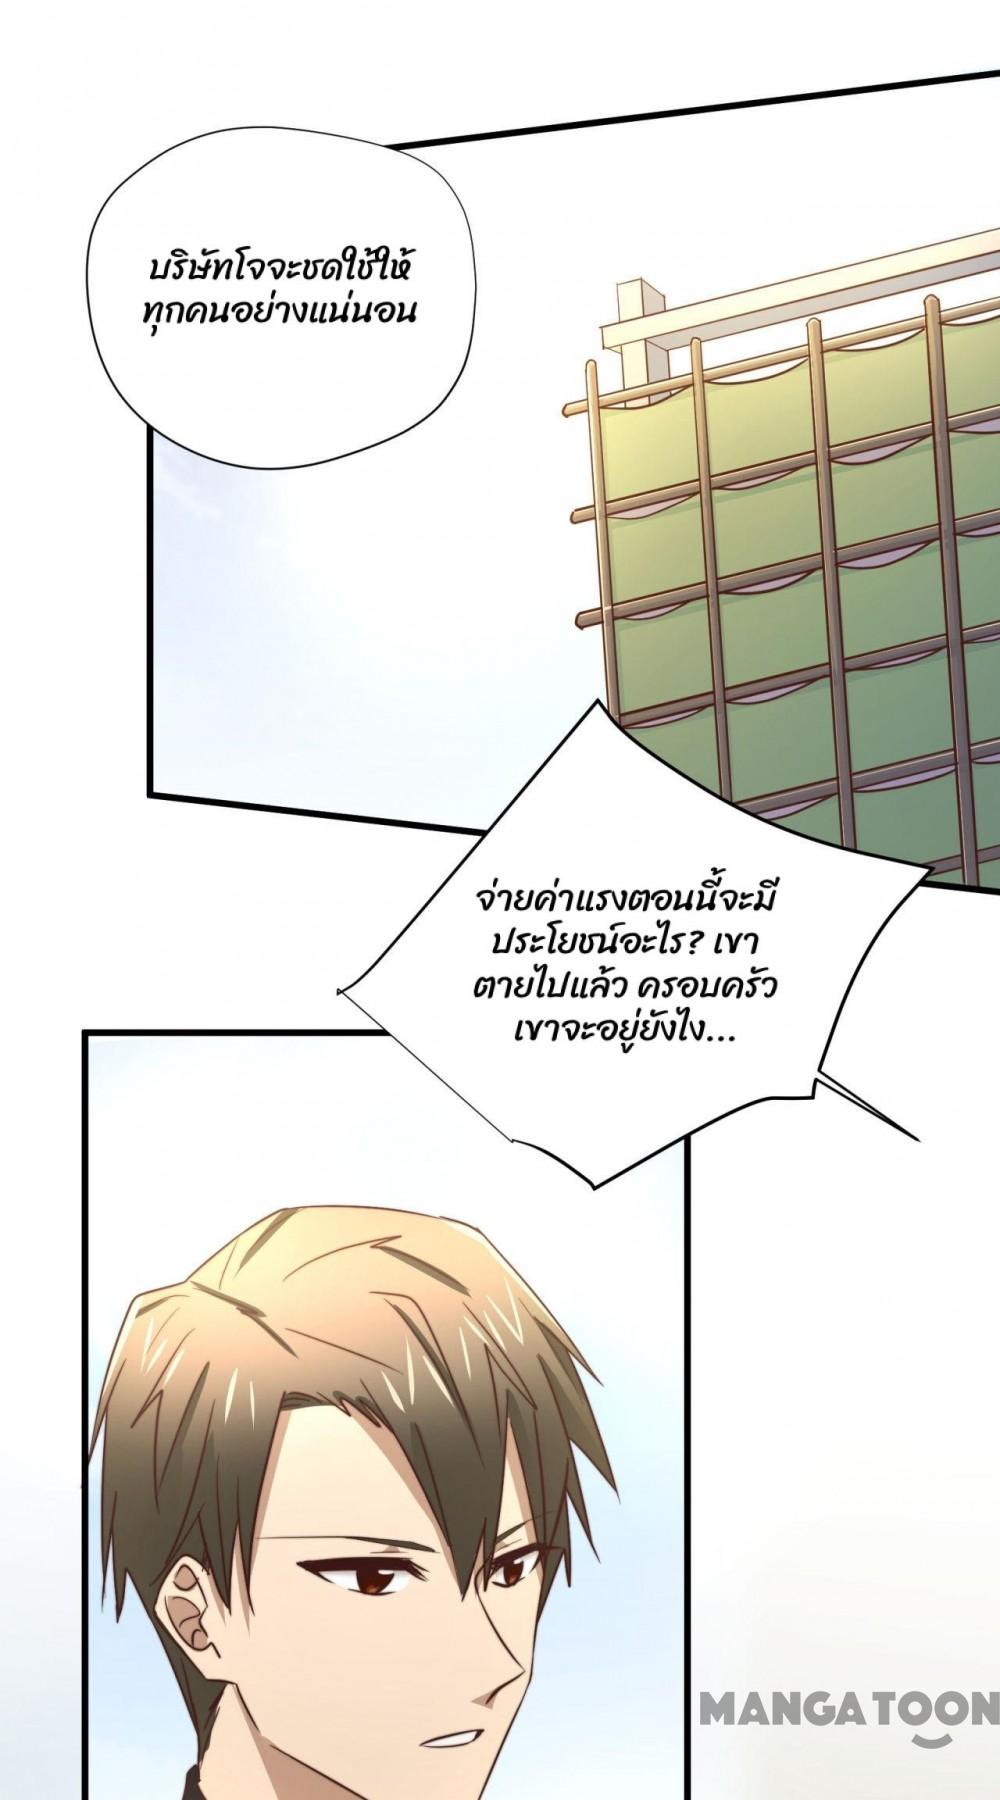 บริษัทโจจะชดใช้ให้
ทุกคนอย่างแน่นอน
จ่ายค่าแรงตอนนี้จะมี
ประโยชน์อะไร? เขา
ตายไปแล้ว ครอบครัว
เขาจะอยู่ยังไง...
MANGATOON